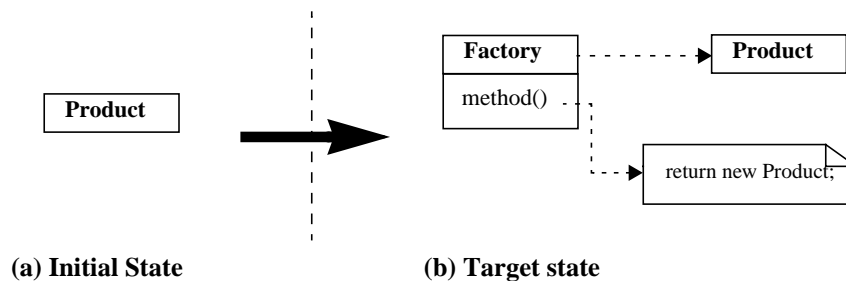 Product
Factory
Product
method()
return new Product;
(a) Initial State
(b) Target state